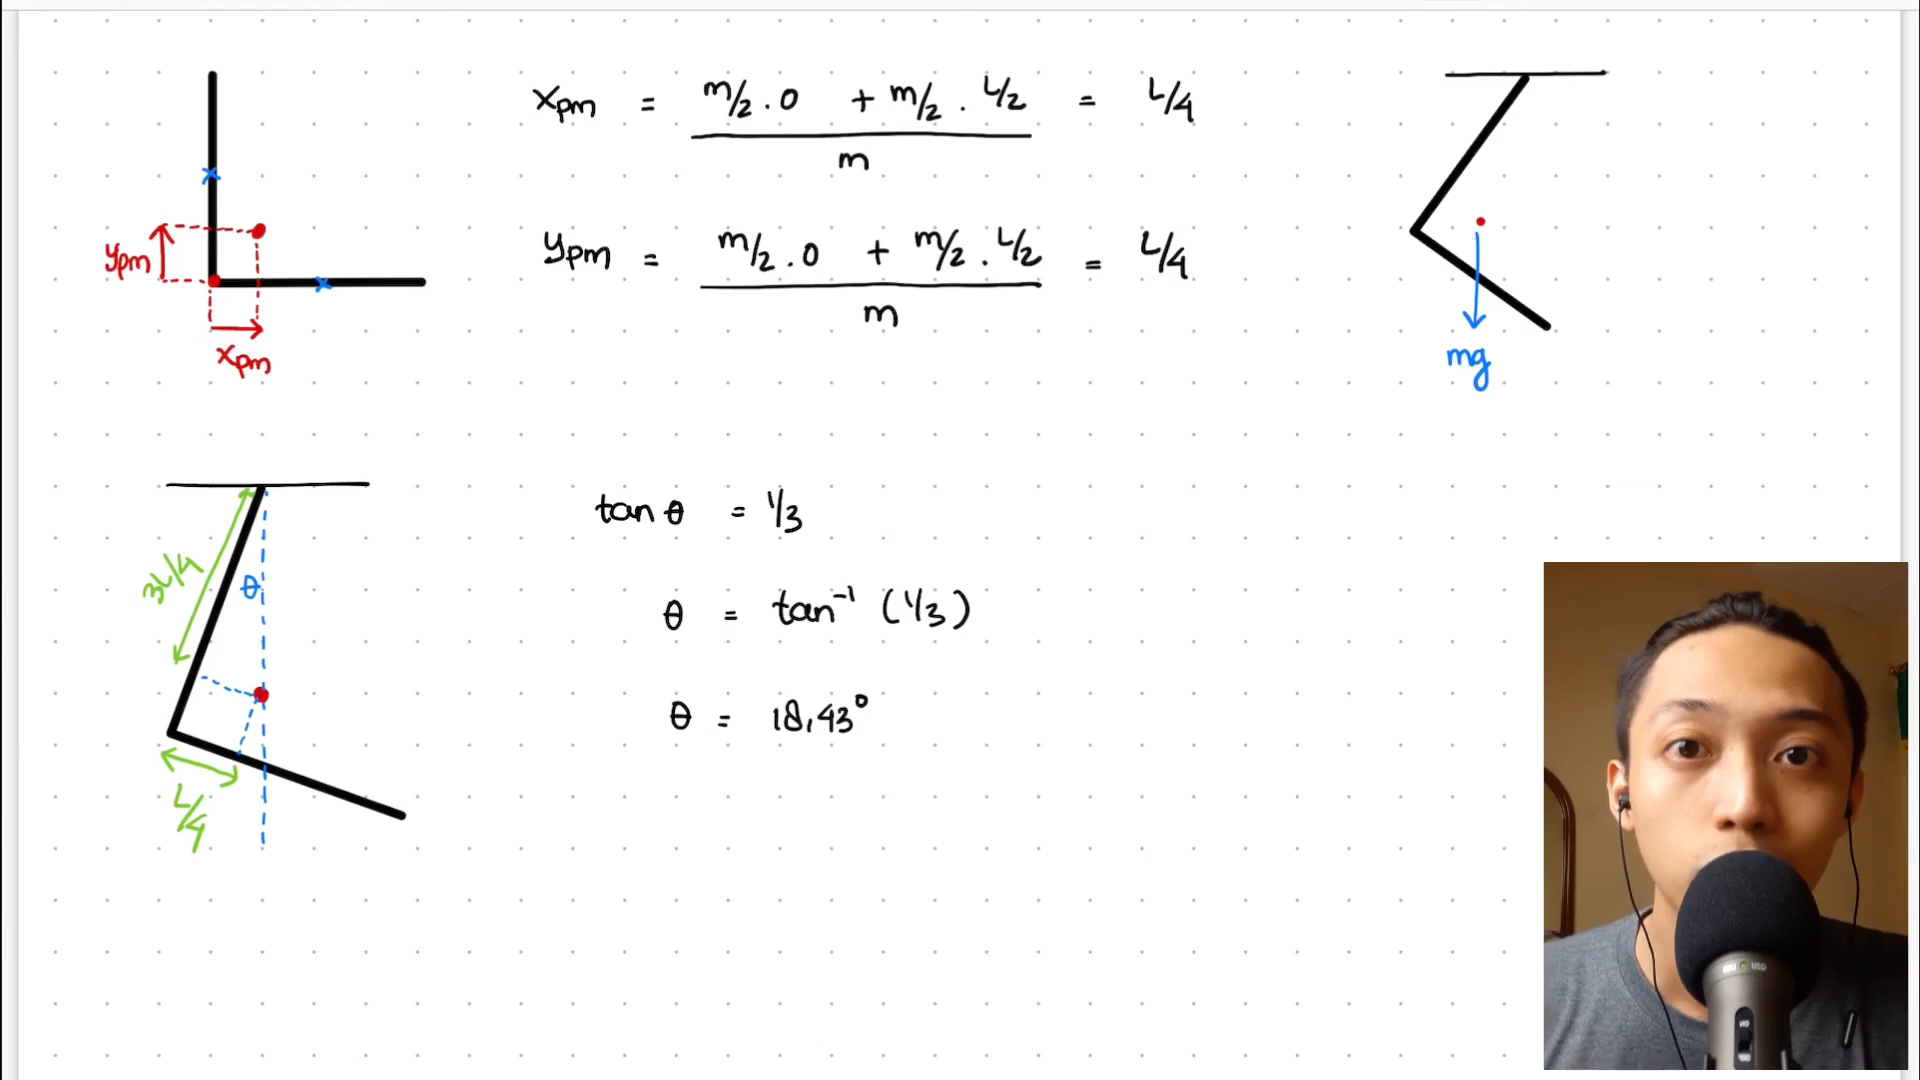 xpm = m/2 . 0 + m/2 . L/2 = L/4
m
ypm
ypm = m/2 . 0 + m/2 . L/2 = L/4
m
xpm
mg
tan θ = 1/3
3L/4
θ
θ = tan⁻¹ (1/3)
θ = 18,43°
L/4